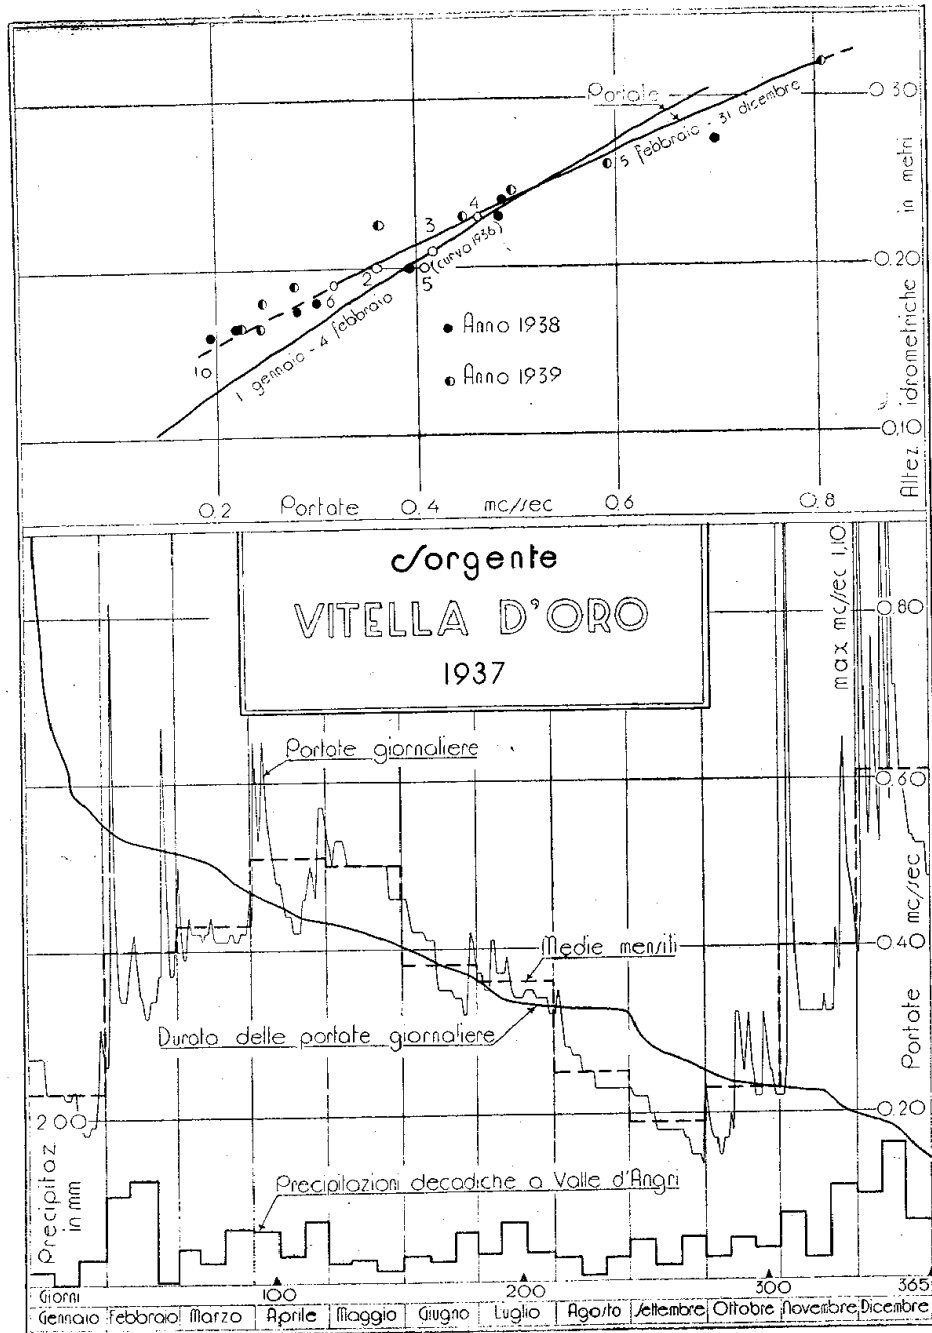 Portate
15 febbraio - 31 dicembre
0.30
in metri
4
3
(curva 1936)
0.20
2
5
6
1 gennaio - 4 febbraio
Anno 1938
10
Anno 1939
Altez. idrometriche
0.10
0.2 Portate 0.4 mc/sec 0.6 0.8
Sorgente
VITELLA D'ORO
1937
max mc/sec 1,10
0.80
Portate giornaliere
0.60
mc/sec
Medie mensili
0.40
Portate
Durata delle portate giornaliere
200
0.20
Precipitaz
in mm
Precipitazioni decadiche a Valle d'Angri
Giorni 100 200 300 365
Gennaio Febbraio Marzo Aprile Maggio Giugno Luglio Agosto Settembre Ottobre Novembre Dicembre